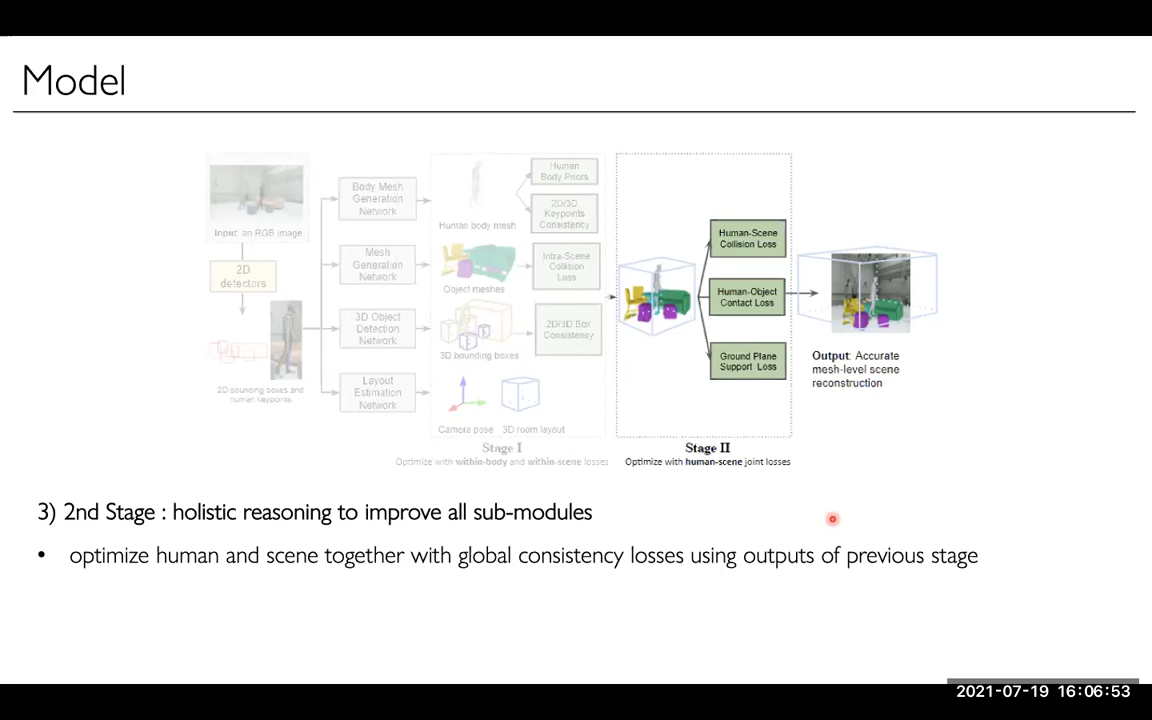 Model
Input: an RGB image
2D
detectors
2D bounding boxes and
human keypoints
Body Mesh
Generation
Network
Mesh
Generation
Network
3D Object
Detection
Network
Layout
Estimation
Network
Human body mesh
Object meshes
3D bounding boxes
Camera pose 3D room layout
Human
Body Priors
2D/3D
Keypoints
Consistency
Intra-Scene
Collision
Loss
2D/3D Box
Consistency
Stage I
Optimize with within-body and within-scene losses
Human-Scene
Collision Loss
Human-Object
Contact Loss
Ground Plane
Support Loss
Stage II
Optimize with human-scene joint losses
Output: Accurate
mesh-level scene
reconstruction
3) 2nd Stage : holistic reasoning to improve all sub-modules
• optimize human and scene together with global consistency losses using outputs of previous stage
2021-07-19 16:06:53